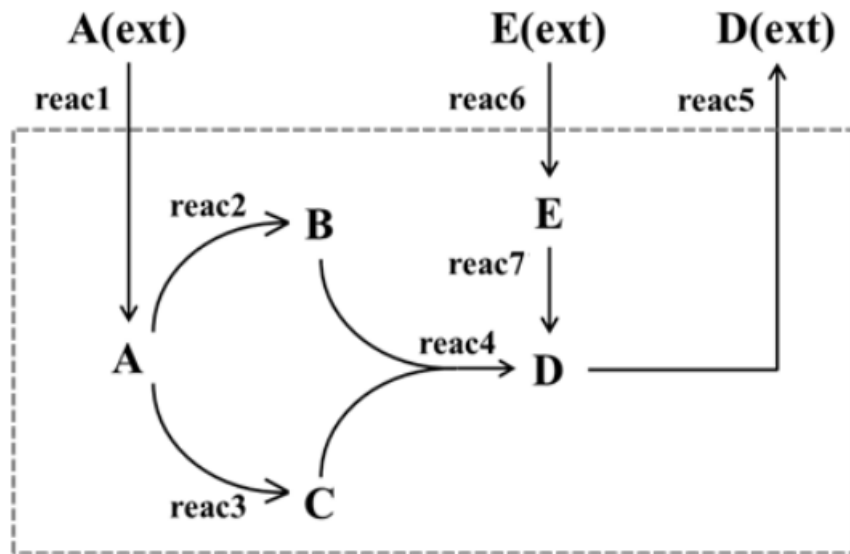 A(ext) E(ext) D(ext)
reac1 reac6 reac5
reac2 B E
reac7
A reac4 D
reac3 C